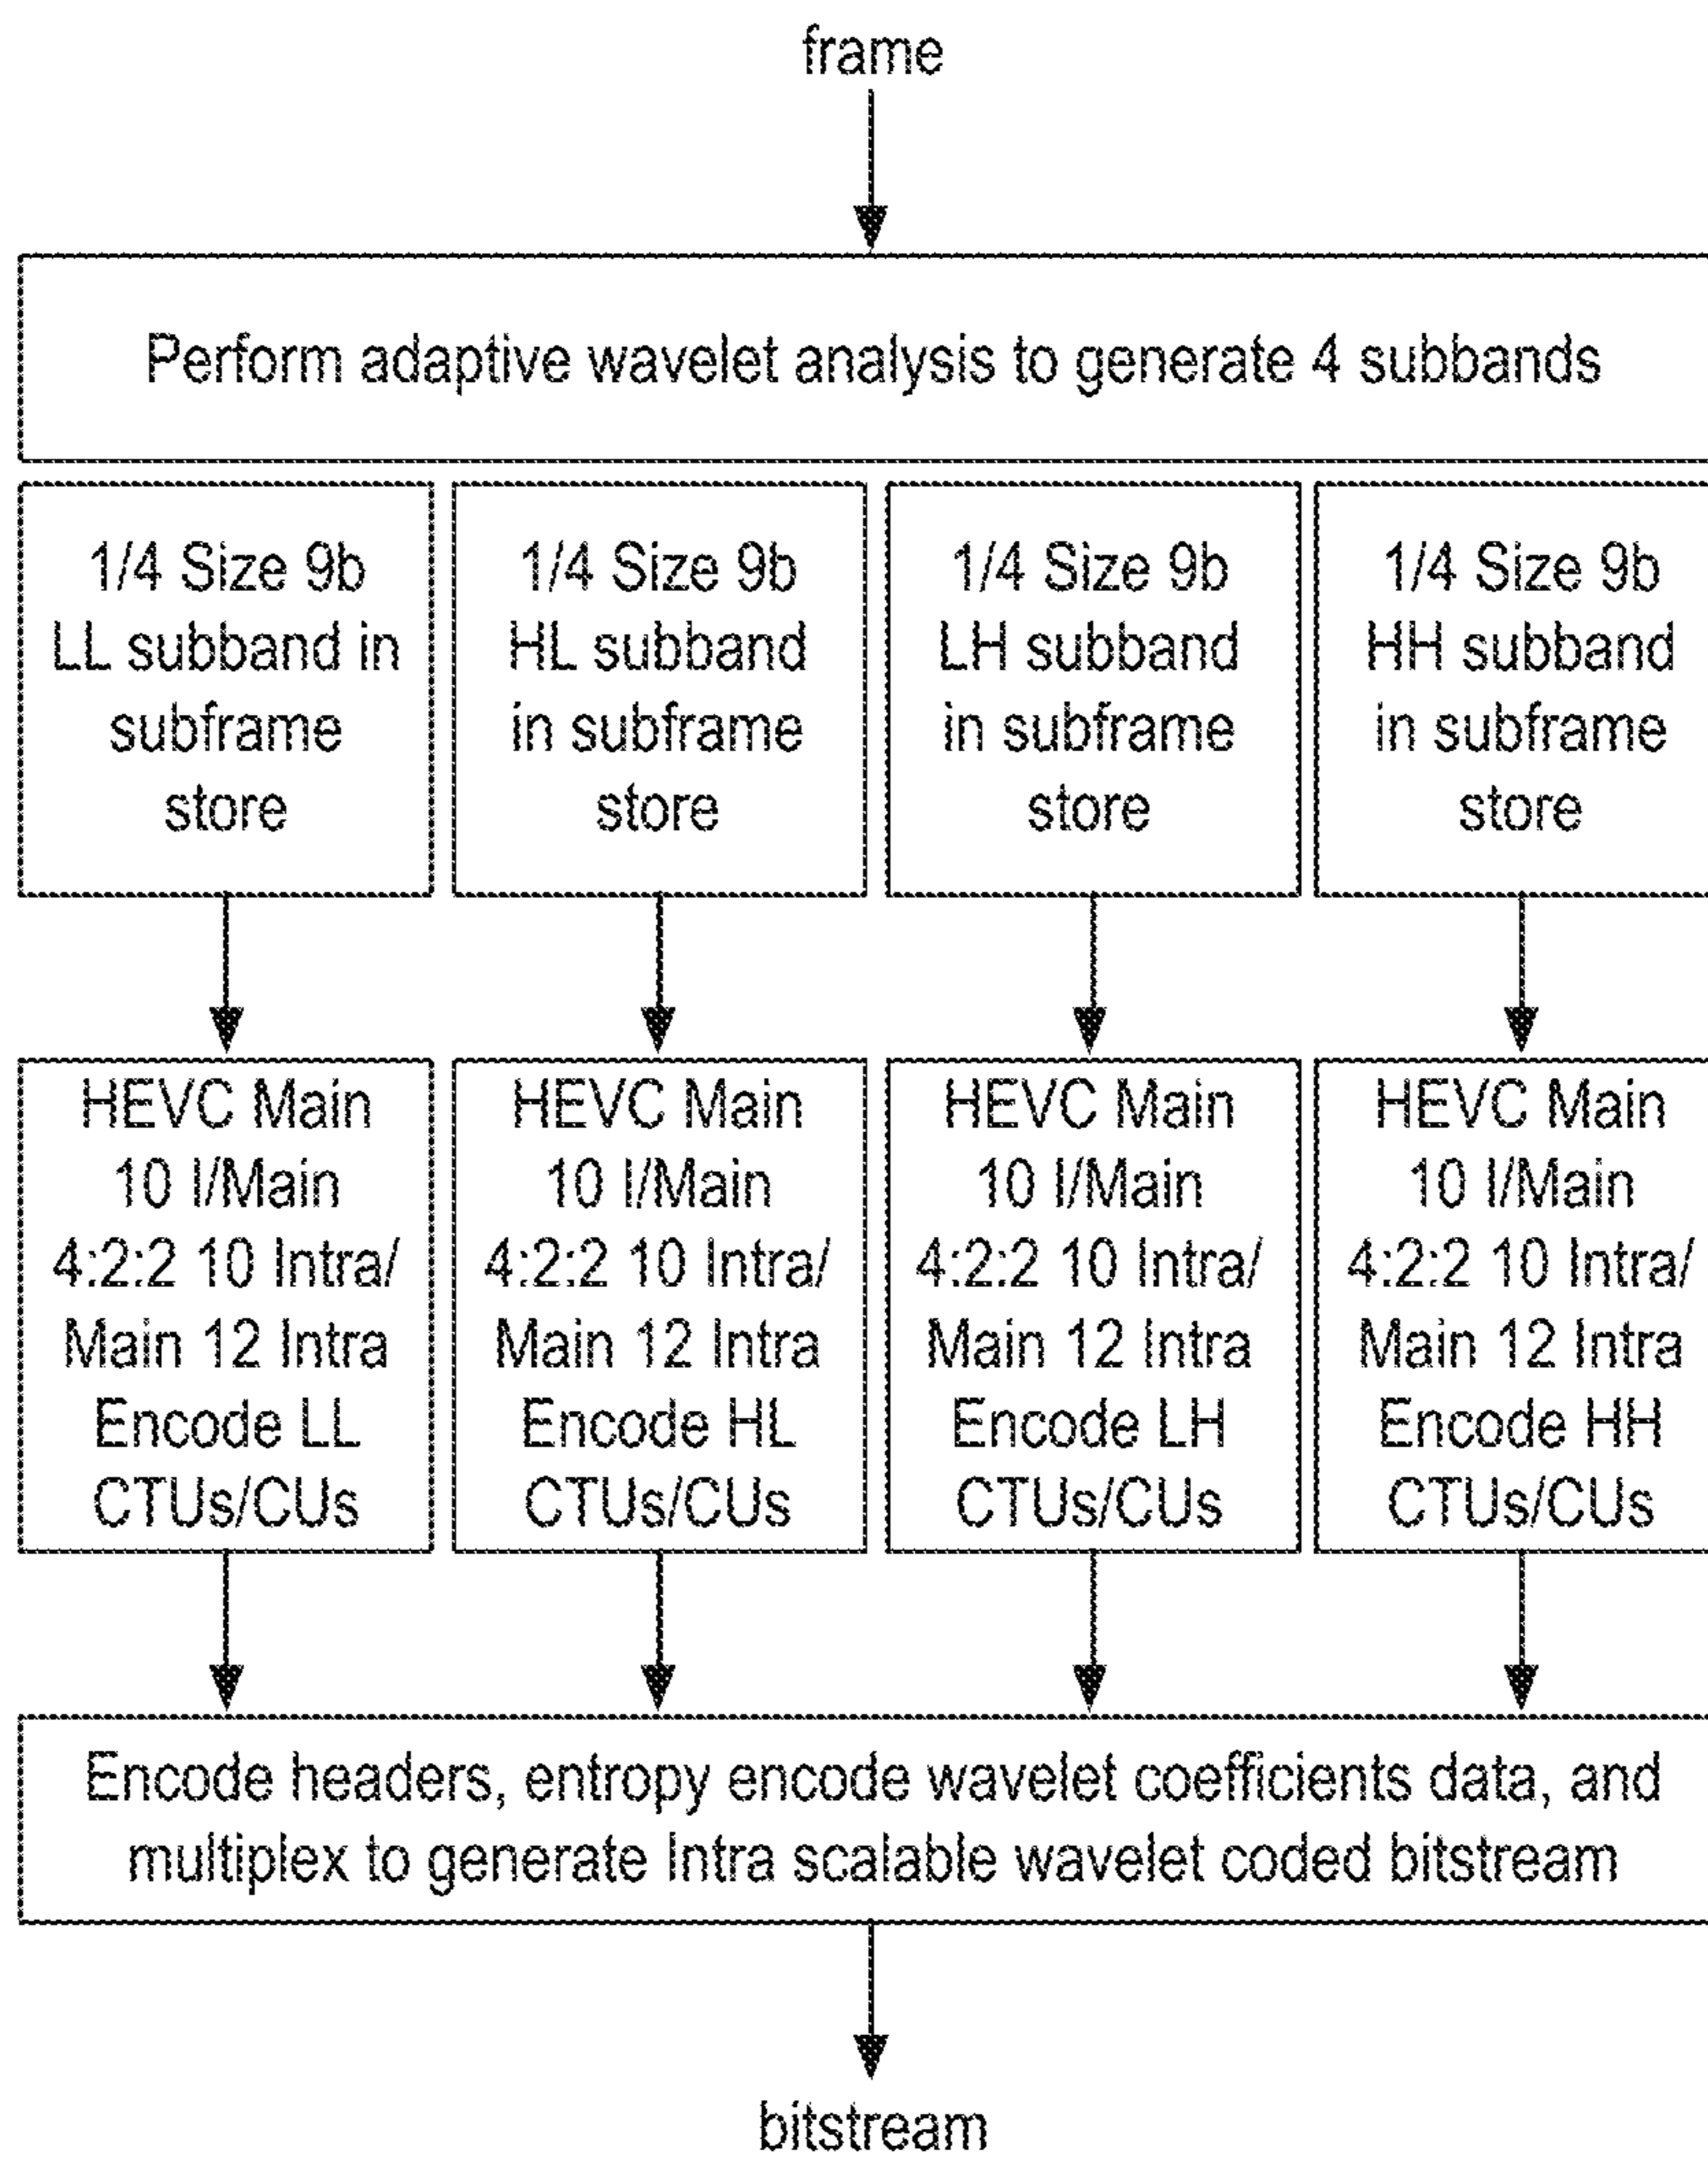 frame
Perform adaptive wavelet analysis to generate 4 subbands
1/4 Size 9b
LL subband in
subframe
store
1/4 Size 9b
HL subband
in subframe
store
1/4 Size 9b
LH subband
in subframe
store
1/4 Size 9b
HH subband
in subframe
store
HEVC Main
10 I/Main
4:2:2 10 Intra/
Main 12 Intra
Encode LL
CTUs/CUs
HEVC Main
10 I/Main
4:2:2 10 Intra/
Main 12 Intra
Encode HL
CTUs/CUs
HEVC Main
10 I/Main
4:2:2 10 Intra/
Main 12 Intra
Encode LH
CTUs/CUs
HEVC Main
10 I/Main
4:2:2 10 Intra/
Main 12 Intra
Encode HH
CTUs/CUs
Encode headers, entropy encode wavelet coefficients data, and
multiplex to generate Intra scalable wavelet coded bitstream
bitstream